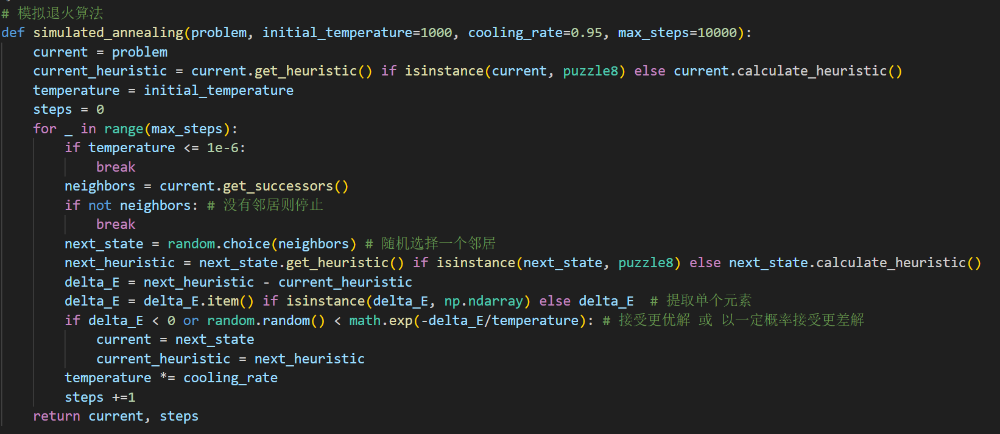 # 模拟退火算法
def simulated_annealing(problem, initial_temperature=1000, cooling_rate=0.95, max_steps=10000):
    current = problem
    current_heuristic = current.get_heuristic() if isinstance(current, puzzle8) else current.calculate_heuristic()
    temperature = initial_temperature
    steps = 0
    for _ in range(max_steps):
        if temperature <= 1e-6:
            break
        neighbors = current.get_successors()
        if not neighbors: # 没有邻居则停止
            break
        next_state = random.choice(neighbors) # 随机选择一个邻居
        next_heuristic = next_state.get_heuristic() if isinstance(next_state, puzzle8) else next_state.calculate_heuristic()
        delta_E = next_heuristic - current_heuristic
        delta_E = delta_E.item() if isinstance(delta_E, np.ndarray) else delta_E  # 提取单个元素
        if delta_E < 0 or random.random() < math.exp(-delta_E/temperature): # 接受更优解 或 以一定概率接受更差解
            current = next_state
            current_heuristic = next_heuristic
        temperature *= cooling_rate
        steps +=1
    return current, steps